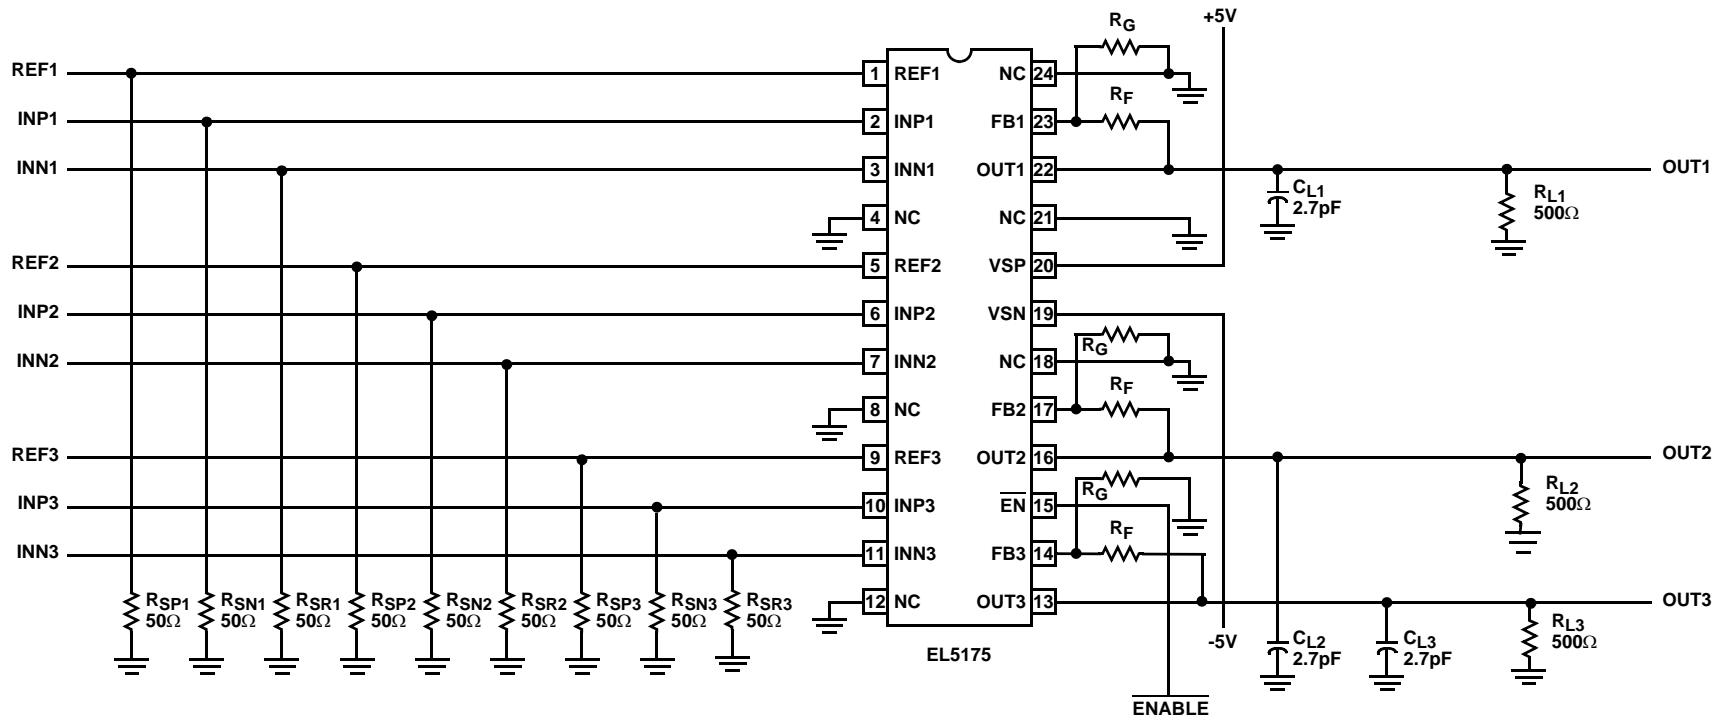 REF1
INP1
INN1
REF2
INP2
INN2
REF3
INP3
INN3
RSP1
50Ω
RSN1
50Ω
RSR1
50Ω
RSP2
50Ω
RSN2
50Ω
RSR2
50Ω
RSP3
50Ω
RSN3
50Ω
RSR3
50Ω
1 REF1
2 INP1
3 INN1
4 NC
5 REF2
6 INP2
7 INN2
8 NC
9 REF3
10 INP3
11 INN3
12 NC
NC 24
FB1 23
OUT1 22
NC 21
VSP 20
VSN 19
NC 18
FB2 17
OUT2 16
EN 15
FB3 14
OUT3 13
EL5175
RG
RF
+5V
RG
RF
RG
RF
-5V
ENABLE
CL1
2.7pF
RL1
500Ω
OUT1
OUT2
RL2
500Ω
OUT3
CL2
2.7pF
CL3
2.7pF
RL3
500Ω